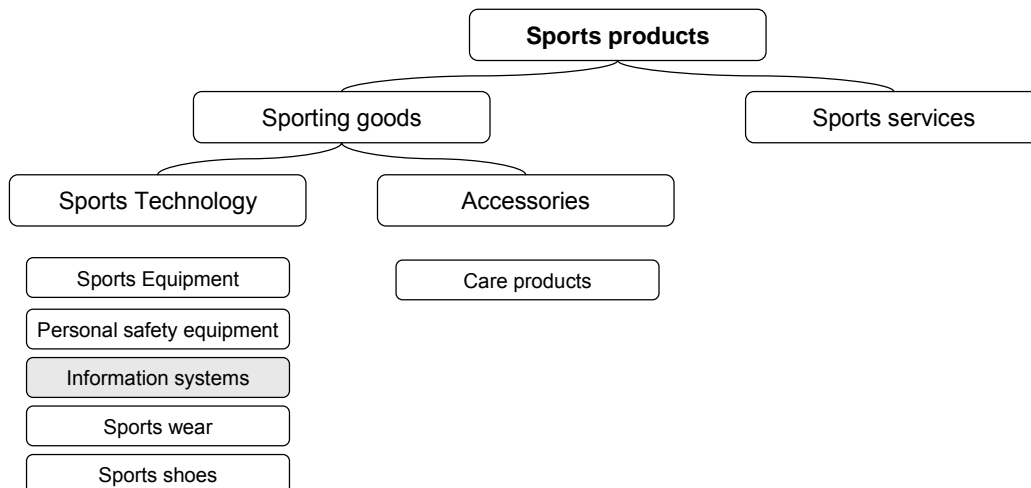 Sports products
Sporting goods
Sports services
Sports Technology
Accessories
Sports Equipment
Care products
Personal safety equipment
Information systems
Sports wear
Sports shoes